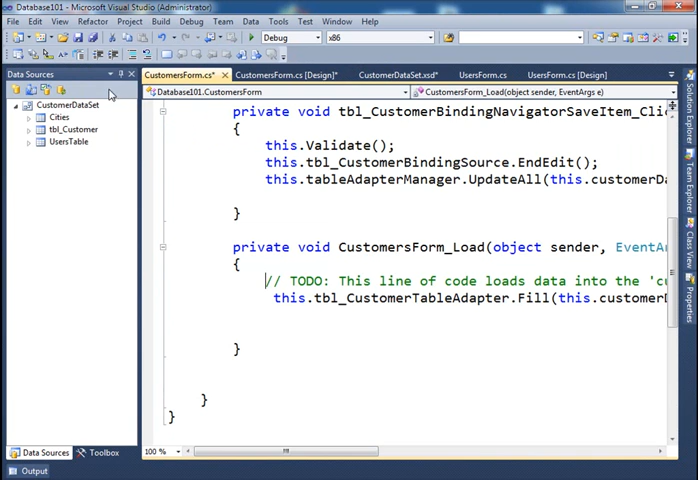 Database101 - Microsoft Visual Studio (Administrator)
File Edit View Refactor Project Build Debug Team Data Tools Test Window Help
Debug x86
Data Sources
CustomersForm.cs* CustomersForm.cs [Design]* CustomerDataSet.xsd* UsersForm.cs UsersForm.cs [Design]
Database101.CustomersForm CustomersForm_Load(object sender, EventArgs e)
CustomerDataSet
Cities
tbl_Customer
UsersTable
private void tbl_CustomerBindingNavigatorSaveItem_Clic
{
this.Validate();
this.tbl_CustomerBindingSource.EndEdit();
this.tableAdapterManager.UpdateAll(this.customerDa
}
private void CustomersForm_Load(object sender, EventAr
{
// TODO: This line of code loads data into the 'cu
this.tbl_CustomerTableAdapter.Fill(this.customerD
}
}
}
100 %
Data Sources Toolbox
Output
Solution Explorer
Team Explorer
Class View
Properties